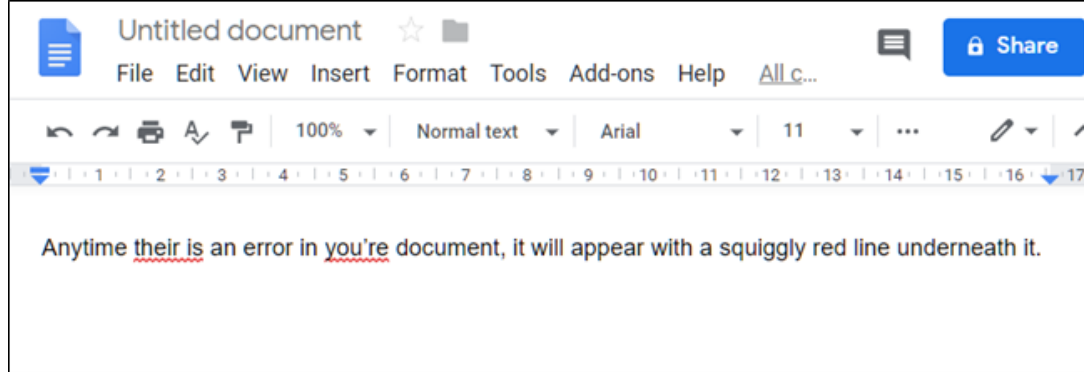 Untitled document
File Edit View Insert Format Tools Add-ons Help All c...
Share
100% Normal text Arial 11
1 2 3 4 5 6 7 8 9 10 11 12 13 14 15 16 17
Anytime their is an error in you’re document, it will appear with a squiggly red line underneath it.